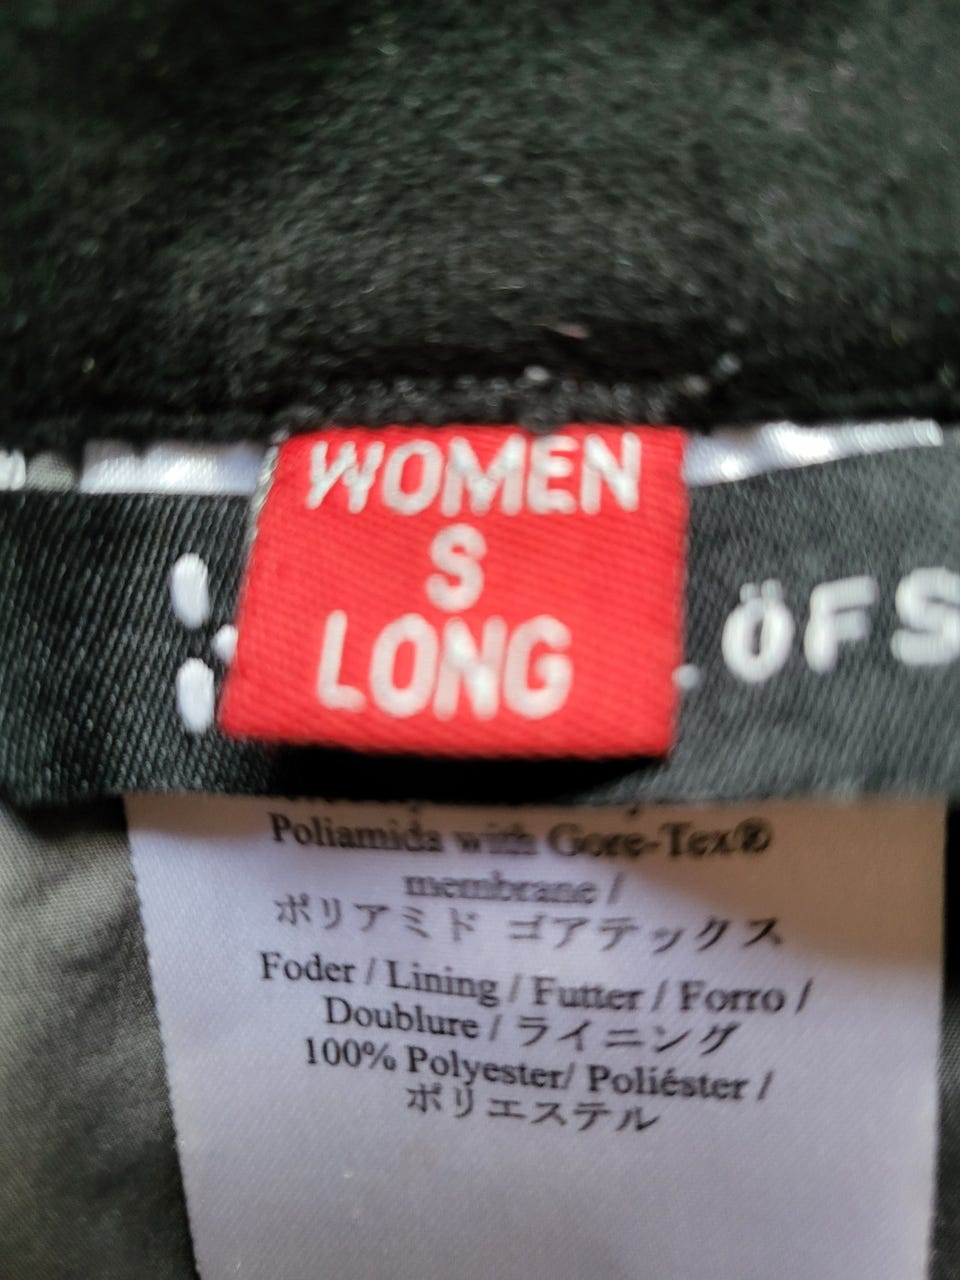 WOMEN
S
LONG
ÖFS
Poliamida with Gore-Tex®
membrane /
ポリアミド ゴアテックス
Foder / Lining / Futter / Forro /
Doublure / ライニング
100% Polyester/ Poliéster /
ポリエステル